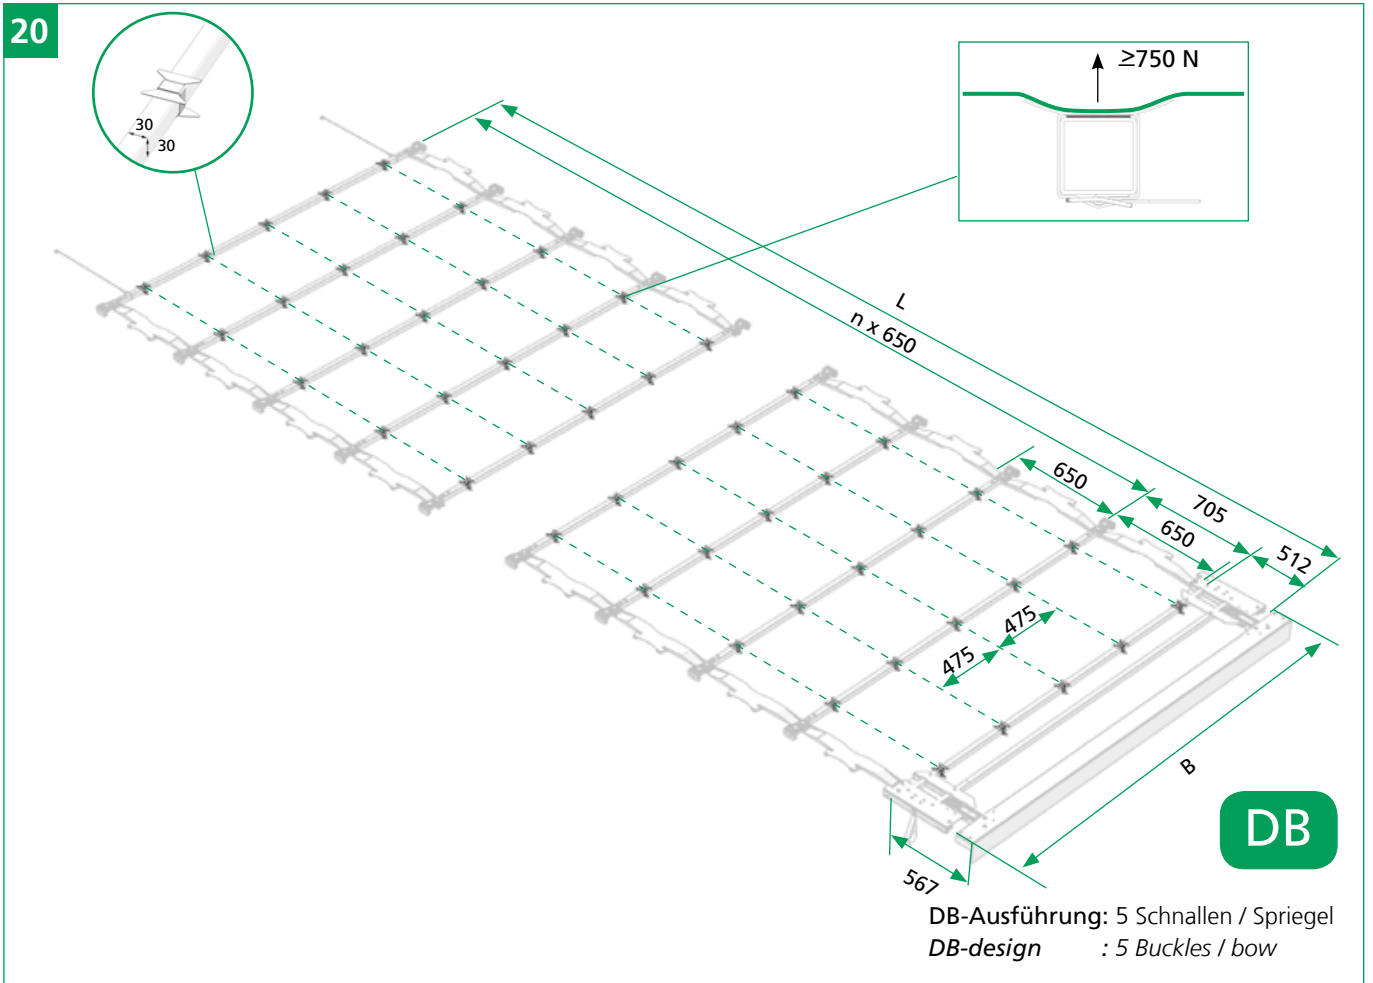 20
30
30
≥750 N
L
n x 650
650
705
650
512
475
475
B
567
DB
DB-Ausführung: 5 Schnallen / Spriegel
DB-design : 5 Buckles / bow